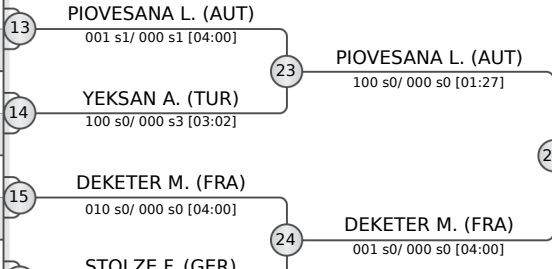 PIOVESANA L. (AUT)
13
001 s1/ 000 s1 [04:00]
23
PIOVESANA L. (AUT)
100 s0/ 000 s0 [01:27]
YEKSAN A. (TUR)
14
100 s0/ 000 s3 [03:02]
DEKETER M. (FRA)
15
010 s0/ 000 s0 [04:00]
24
DEKETER M. (FRA)
001 s0/ 000 s0 [04:00]
STOLZE F. (GER)